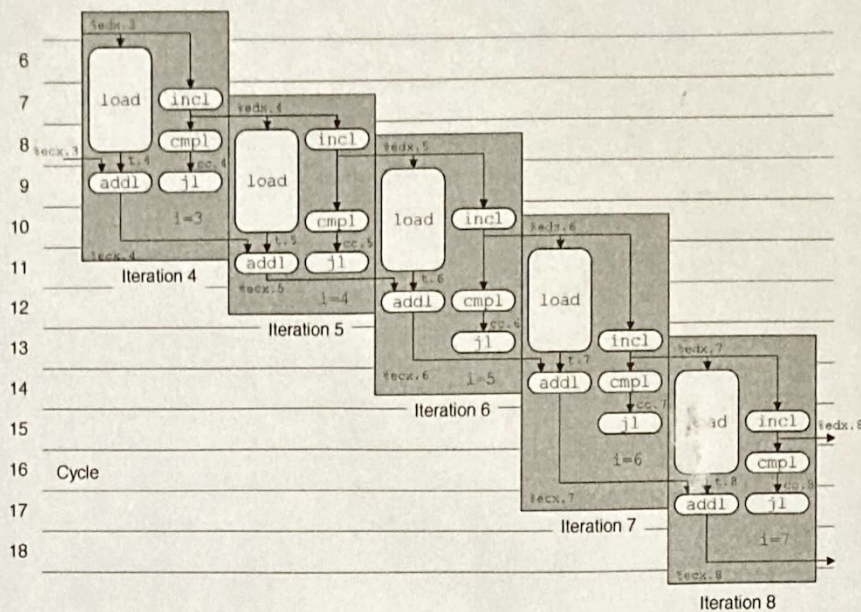 %edx.3
6
load
7
incl
%edx.4
8
%ecx.3
cmpl
incl
%edx.5
t.4
cc.4
9
addl
jl
load
load
incl
10
i=3
cmpl
%edx.6
t.5
cc.5
11
%ecx.4
addl
jl
t.6
load
Iteration 4
%ecx.5
i=4
addl
cmpl
12
Iteration 5
cc.6
13
jl
incl
%edx.7
t.7
%ecx.6
i=5
14
addl
cmpl
Iteration 6
cc.7
15
jl
incl
%edx.8
i=6
cmpl
16
Cycle
t.8
%ecx.7
17
addl
jl
Iteration 7
i=7
18
%ecx.8
Iteration 8